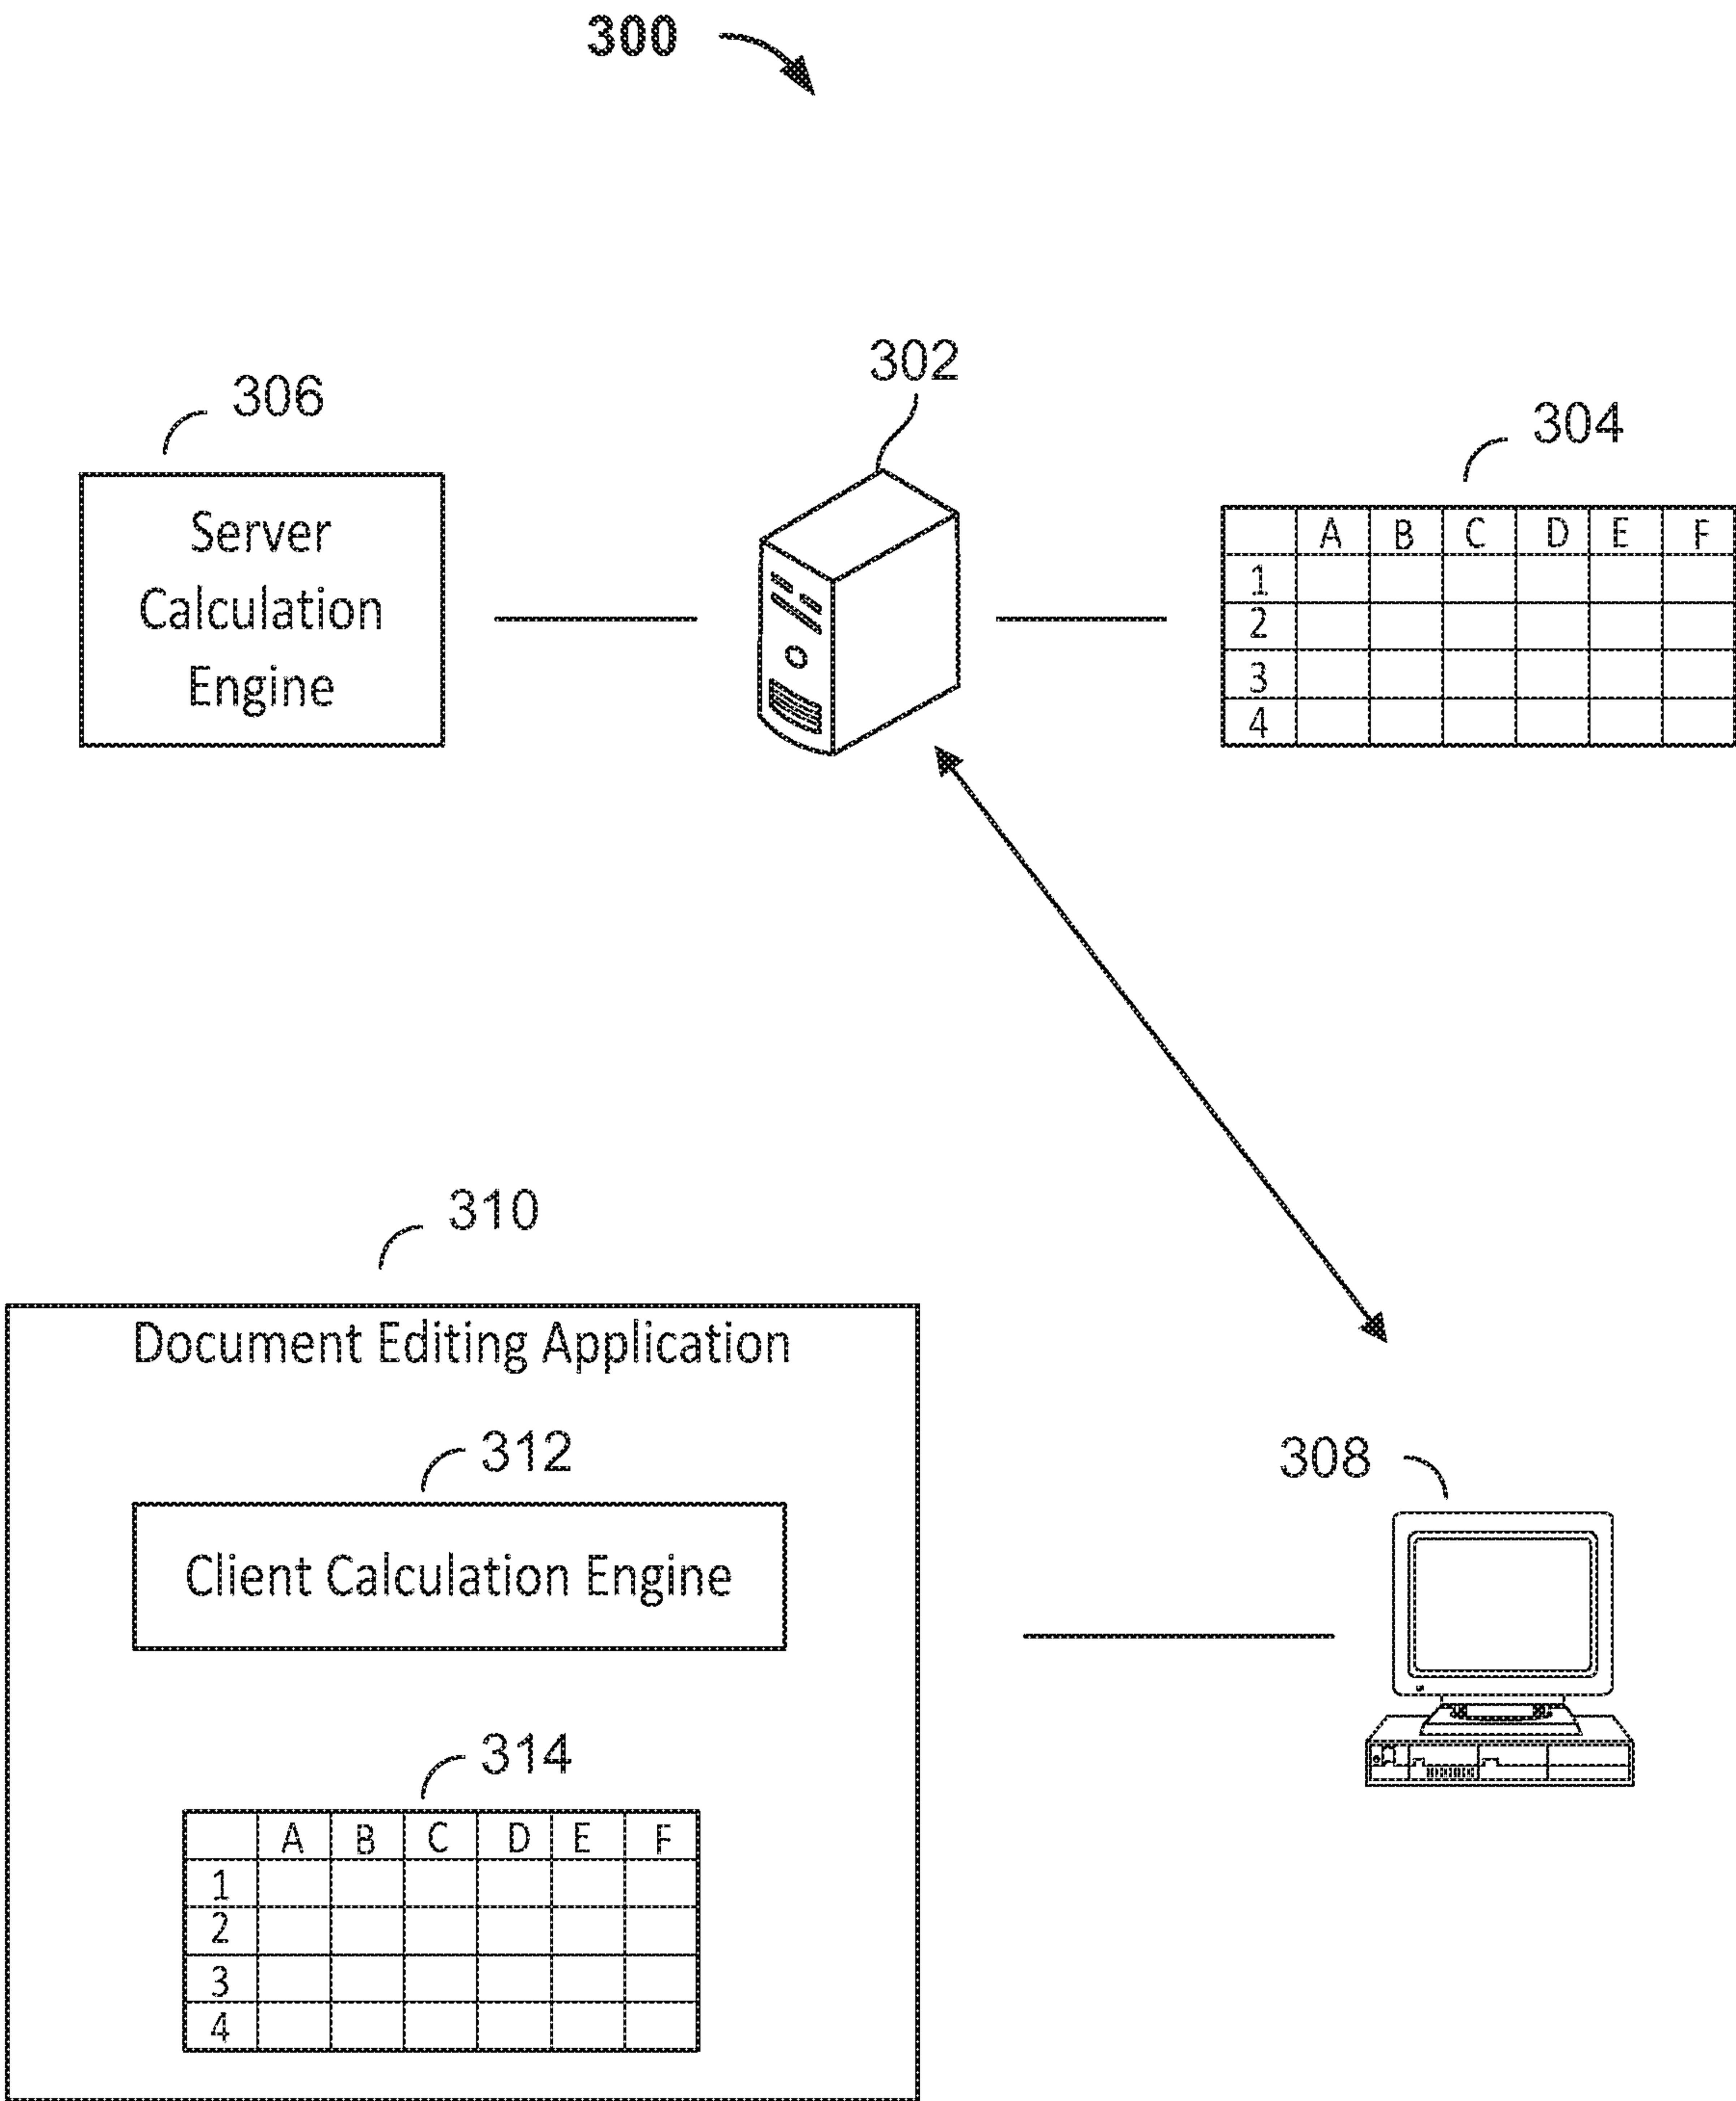 300
302
306
304
Server
Calculation
Engine
A B C D E F
1
2
3
4
310
Document Editing Application
312
308
Client Calculation Engine
314
A B C D E F
1
2
3
4